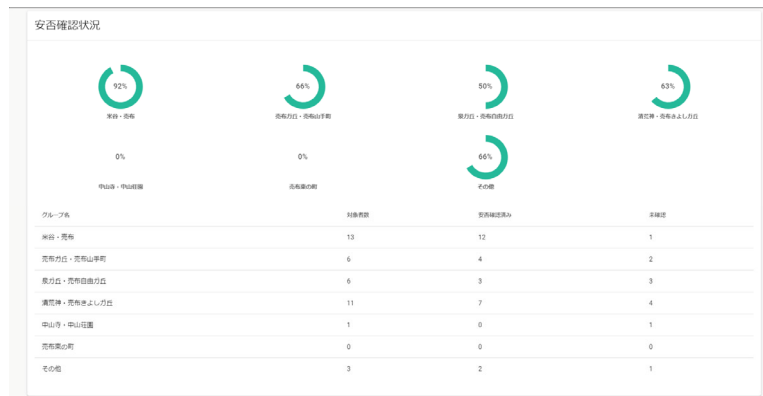 安否確認状況
92% 66% 50% 63%
米谷・売布 売布ガ丘・売布山手町 泉ガ丘・売布自由ガ丘 清荒神・売布きよしガ丘
0% 0% 66%
中山寺・中山荘園 売布東の町 その他
グループ名 対象者数 安否確認済み 未確認
米谷・売布 13 12 1
売布ガ丘・売布山手町 6 4 2
泉ガ丘・売布自由ガ丘 6 3 3
清荒神・売布きよしガ丘 11 7 4
中山寺・中山荘園 1 0 1
売布東の町 0 0 0
その他 3 2 1